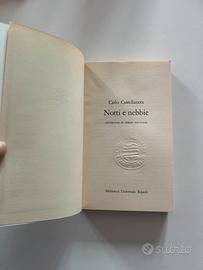 Carlo Castellaneta
Notti e nebbie
Biblioteca Universale Rizzoli
subito